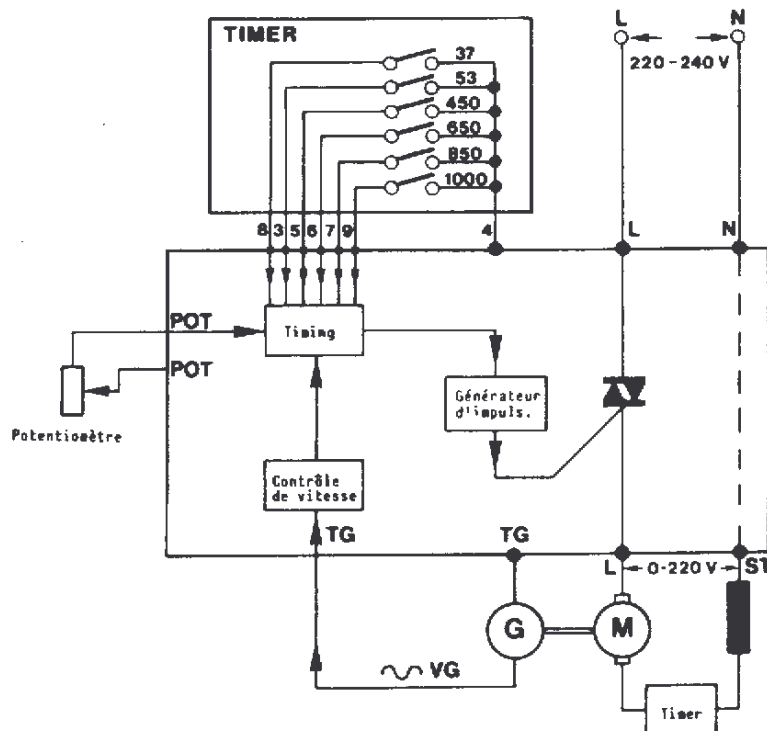 TIMER
37
53
450
650
850
1000
L
N
220-240 V
8 3 5 6 7 9
4
L
N
POT
POT
Timing
Potentiomètre
Générateur
d'impuls.
Contrôle
de vitesse
TG
TG
L
0-220 V
ST
G
M
VG
Timer